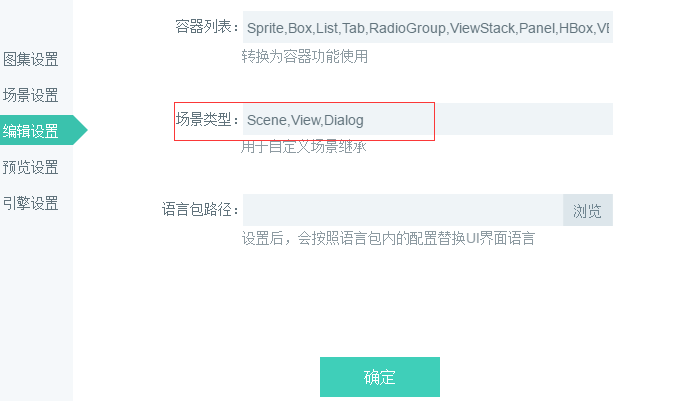 容器列表： Sprite,Box,List,Tab,RadioGroup,ViewStack,Panel,HBox,VB
转换为容器功能使用
图集设置
场景设置
场景类型： Scene,View,Dialog
编辑设置
用于自定义场景继承
预览设置
引擎设置
语言包路径： 浏览
设置后，会按照语言包内的配置替换UI界面语言
确定